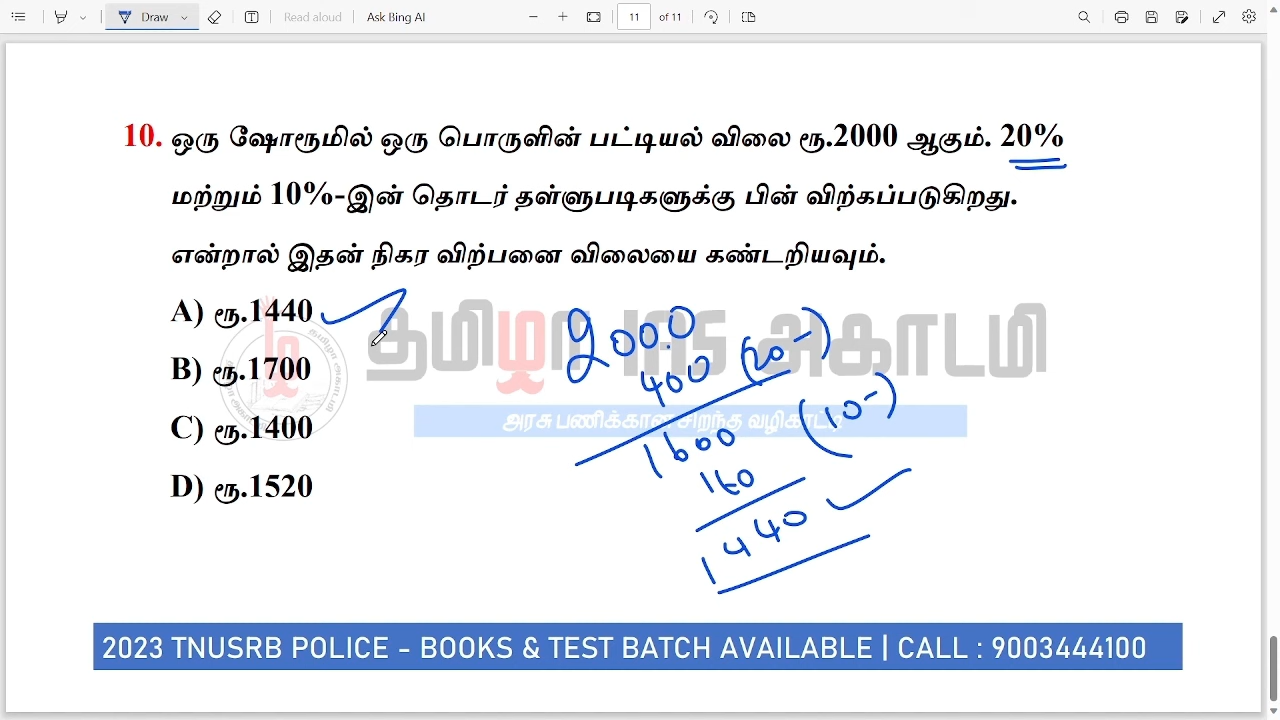 Draw
Read aloud
Ask Bing AI
11
of 11
10. ஒரு ஷோரூமில் ஒரு பொருளின் பட்டியல் விலை ரூ.2000 ஆகும். 20%
மற்றும் 10%-இன் தொடர் தள்ளுபடிகளுக்கு பின் விற்கப்படுகிறது.
என்றால் இதன் நிகர விற்பனை விலையை கண்டறியவும்.
A) ரூ.1440
B) ரூ.1700
C) ரூ.1400
D) ரூ.1520
தமிழா IAS அகாடமி
அரசு பணிக்கான சிறந்த வழிகாட்டி
2000
400 (20-)
1600 (10-)
160
1440
2023 TNUSRB POLICE - BOOKS & TEST BATCH AVAILABLE | CALL : 9003444100